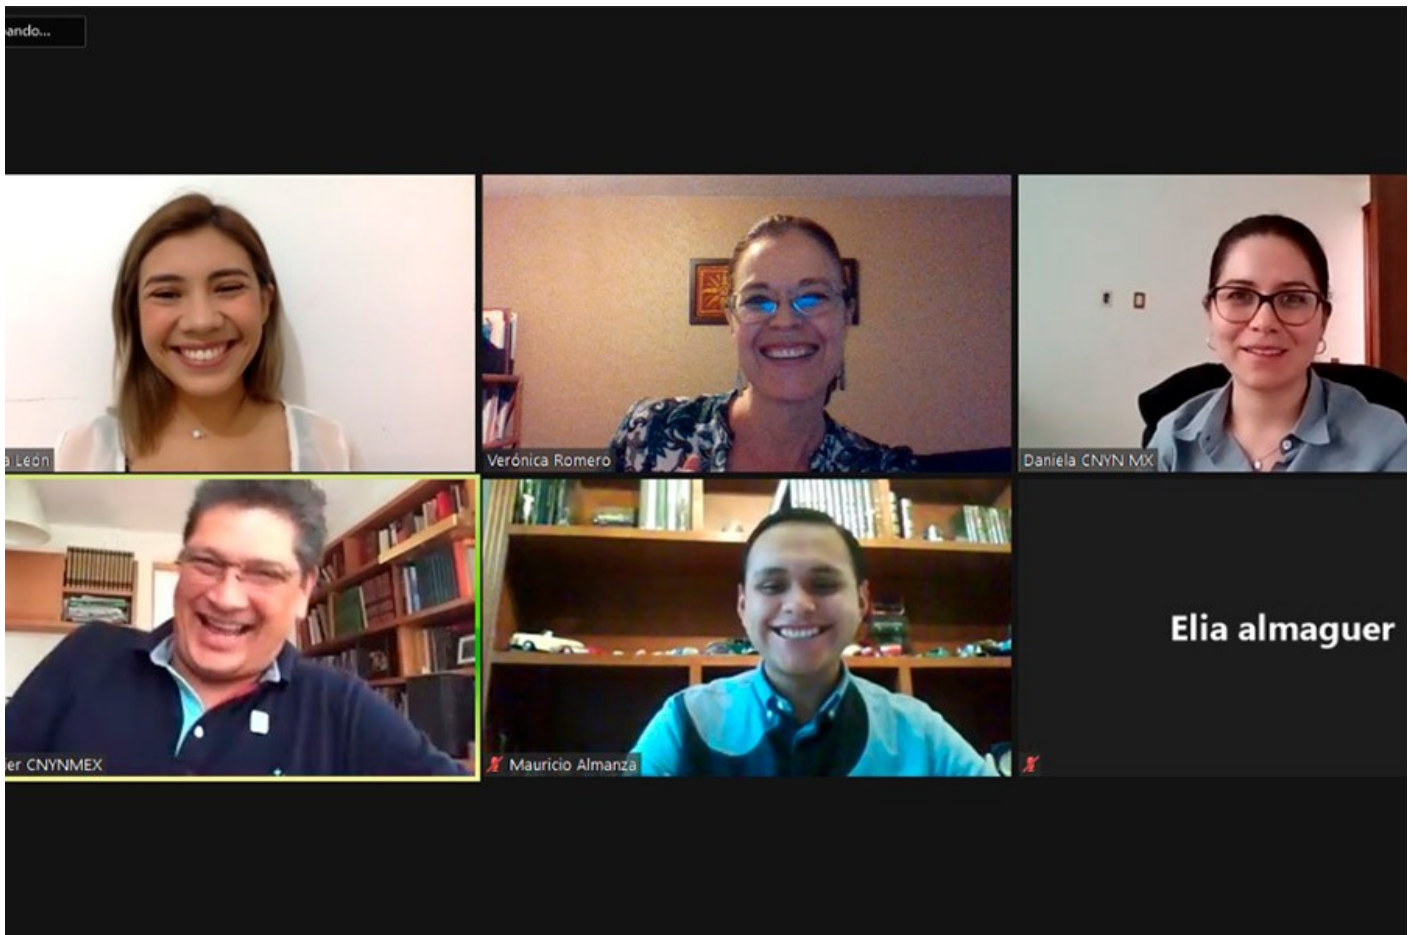 ando...
a León
Verónica Romero
Daniela CNYN MX
er CNYNMEX
Mauricio Almanza
Elia almaguer